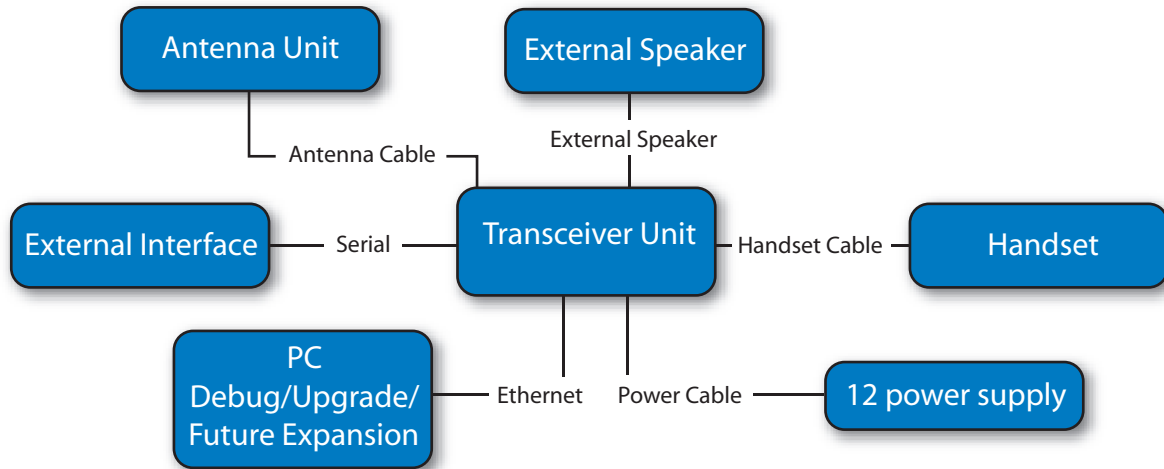 Antenna Unit
External Speaker
External Speaker
Antenna Cable
External Interface
Serial
Transceiver Unit
Handset Cable
Handset
PC
Debug/Upgrade/
Future Expansion
Ethernet
Power Cable
12 power supply